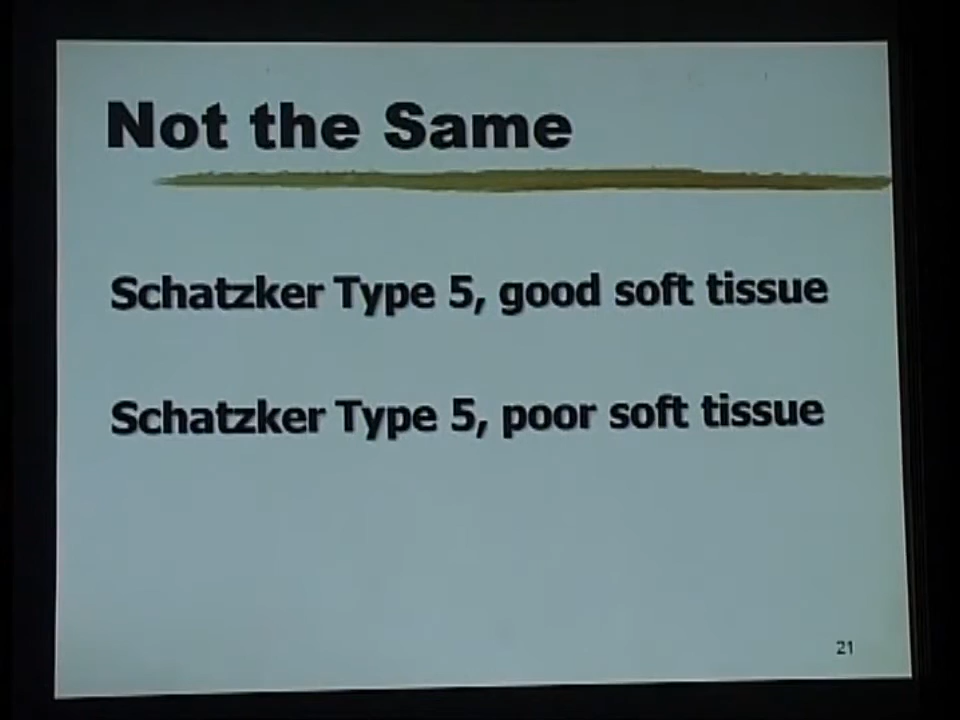 Not the Same
Schatzker Type 5, good soft tissue
Schatzker Type 5, poor soft tissue
21